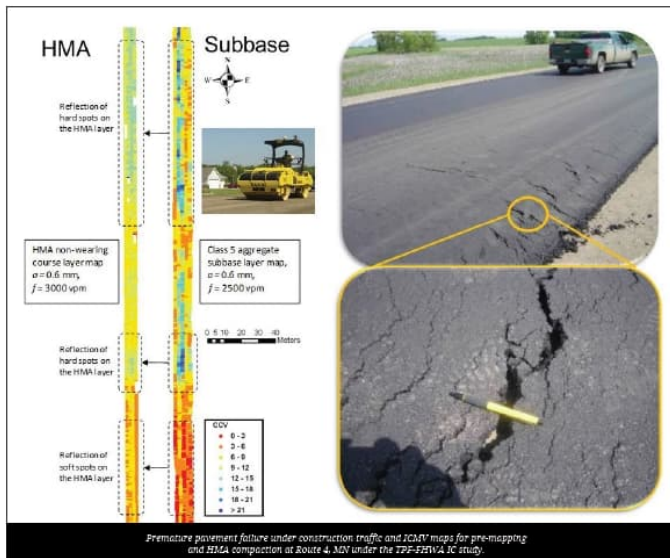 HMA
Subbase
N
W E
N
Reflection of
hard spots on
the HMA layer
HMA non-wearing
course layer map
a = 0.6 mm,
f = 3000 vpm
Class 5 aggregate
subbase layer map,
a = 0.6 mm,
f = 2500 vpm
0 5 10 20 30 40
Meters
Reflection of
hard spots on
the HMA layer
CCV
0 - 3
3 - 6
6 - 9
9 - 12
12 - 15
15 - 18
18 - 21
> 21
Reflection of
soft spots on
the HMA layer
Premature pavement failure under construction traffic and ICMV maps for pre-mapping
and HMA compaction at Route 4, MN under the TPF-FHWA IC study.